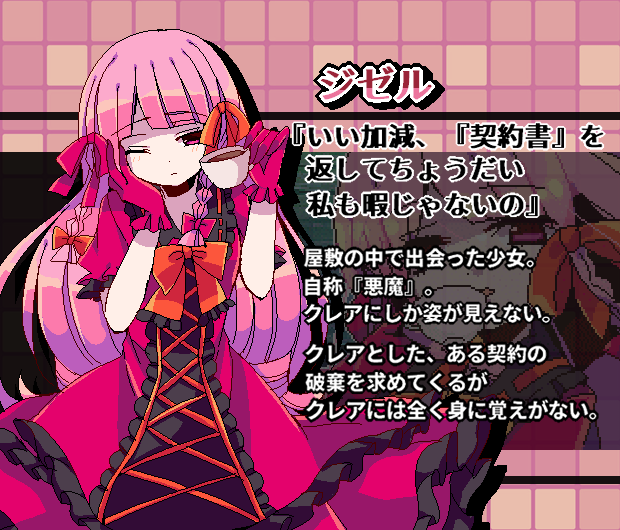 ジゼル
『いい加減、『契約書』を
返してちょうだい
私も暇じゃないの』
屋敷の中で出会った少女。
自称『悪魔』。
クレアにしか姿が見えない。
クレアとした、ある契約の
破棄を求めてくるが
クレアには全く身に覚えがない。